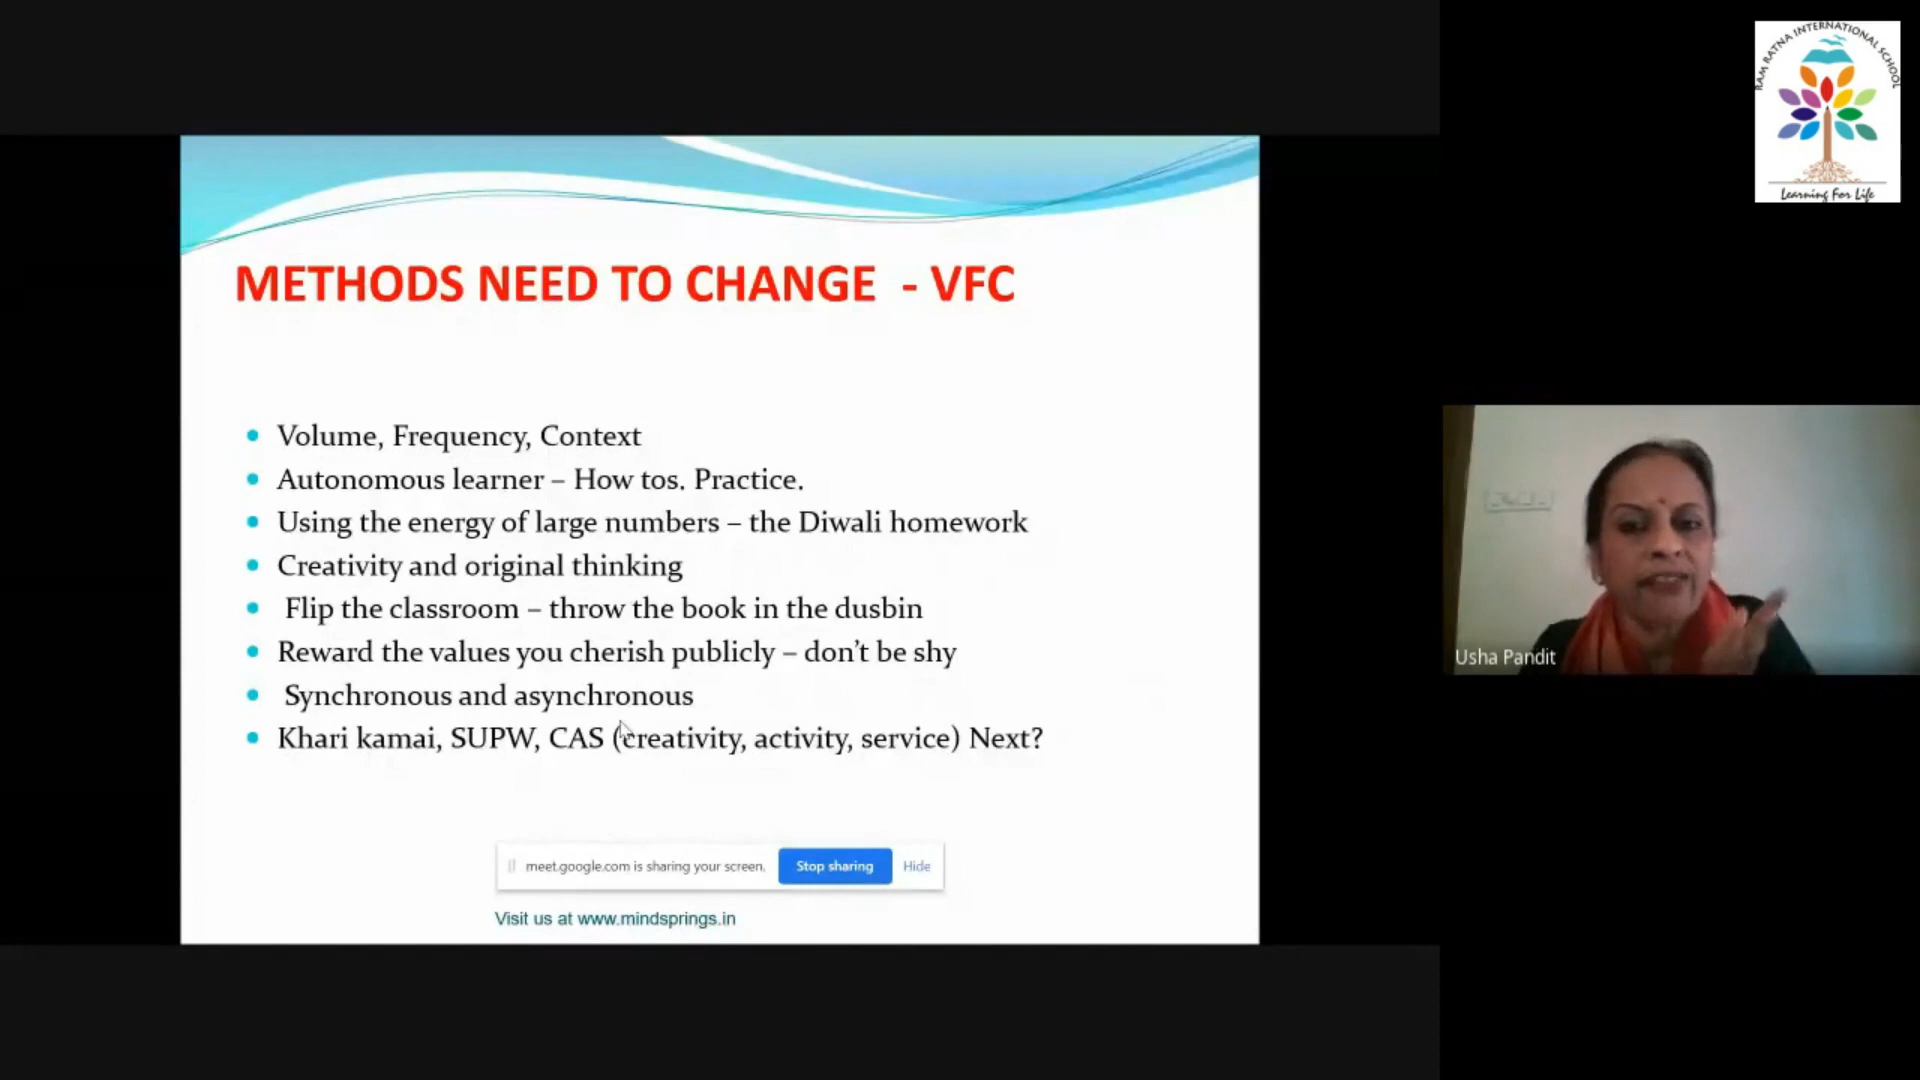 RAM RATNA INTERNATIONAL SCHOOL
Learning For Life
METHODS NEED TO CHANGE - VFC
• Volume, Frequency, Context
• Autonomous learner – How tos. Practice.
• Using the energy of large numbers – the Diwali homework
• Creativity and original thinking
• Flip the classroom – throw the book in the dusbin
• Reward the values you cherish publicly – don't be shy
• Synchronous and asynchronous
• Khari kamai, SUPW, CAS (creativity, activity, service) Next?
meet.google.com is sharing your screen. Stop sharing Hide
Visit us at www.mindsprings.in
Usha Pandit